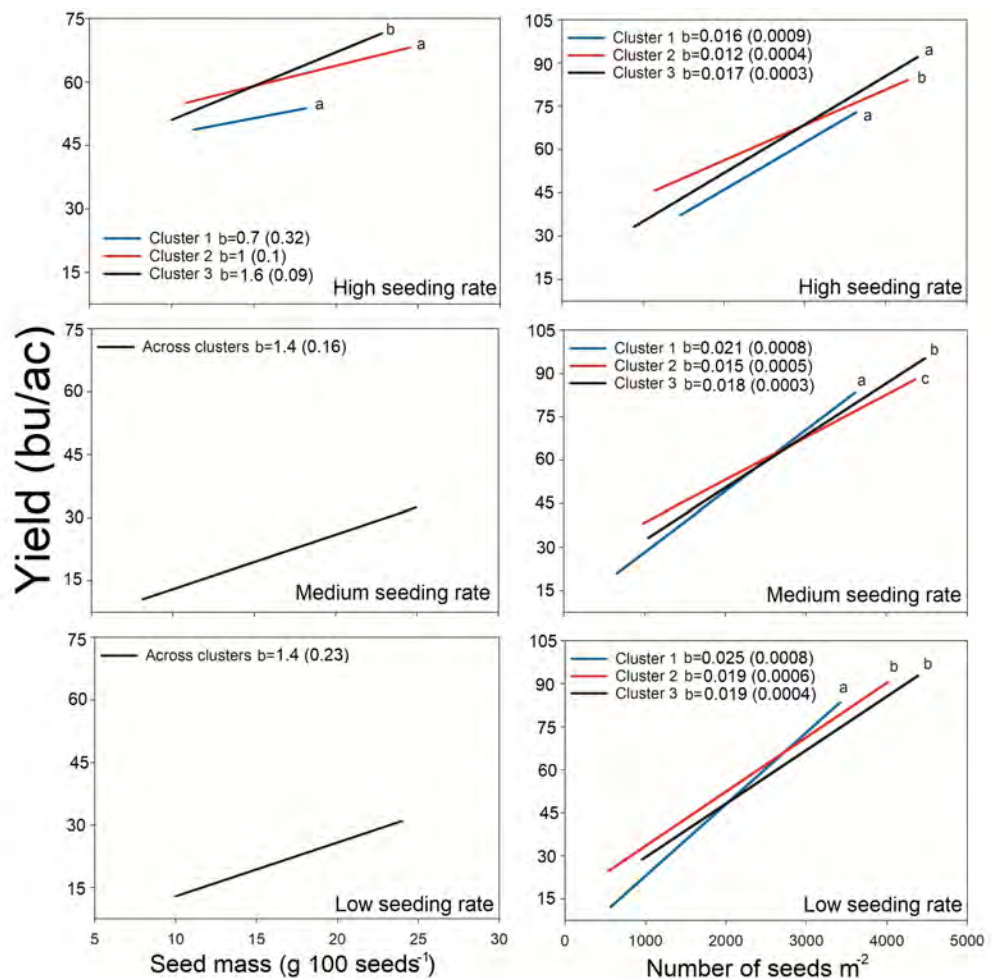 Yield (bu/ac)
75
60
45
30
15
b
a
a
Cluster 1 b=0.7 (0.32)
Cluster 2 b=1 (0.1)
Cluster 3 b=1.6 (0.09)
High seeding rate
105
90
75
60
45
30
15
Cluster 1 b=0.016 (0.0009)
Cluster 2 b=0.012 (0.0004)
Cluster 3 b=0.017 (0.0003)
a
b
a
High seeding rate
75
60
45
30
15
Across clusters b=1.4 (0.16)
Medium seeding rate
105
90
75
60
45
30
15
Cluster 1 b=0.021 (0.0008)
Cluster 2 b=0.015 (0.0005)
Cluster 3 b=0.018 (0.0003)
a
b
c
Medium seeding rate
75
60
45
30
15
Across clusters b=1.4 (0.23)
Low seeding rate
5 10 15 20 25 30
Seed mass (g 100 seeds⁻¹)
105
90
75
60
45
30
15
Cluster 1 b=0.025 (0.0008)
Cluster 2 b=0.019 (0.0006)
Cluster 3 b=0.019 (0.0004)
a
b
b
Low seeding rate
0 1000 2000 3000 4000 5000
Number of seeds m⁻²